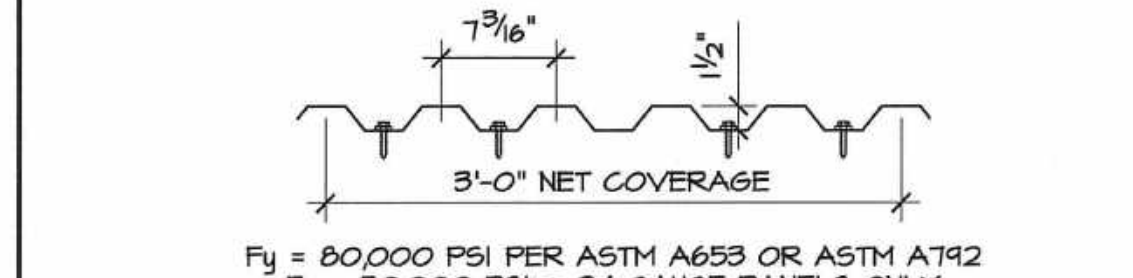 7 3/16"
1 1/2"
3'-0" NET COVERAGE
Fy = 80,000 PSI PER ASTM A653 OR ASTM A792